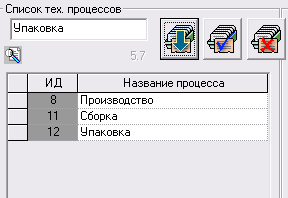 Список тех. процессов
Упаковка
5.7
ИД Название процесса
8 Производство
11 Сборка
12 Упаковка